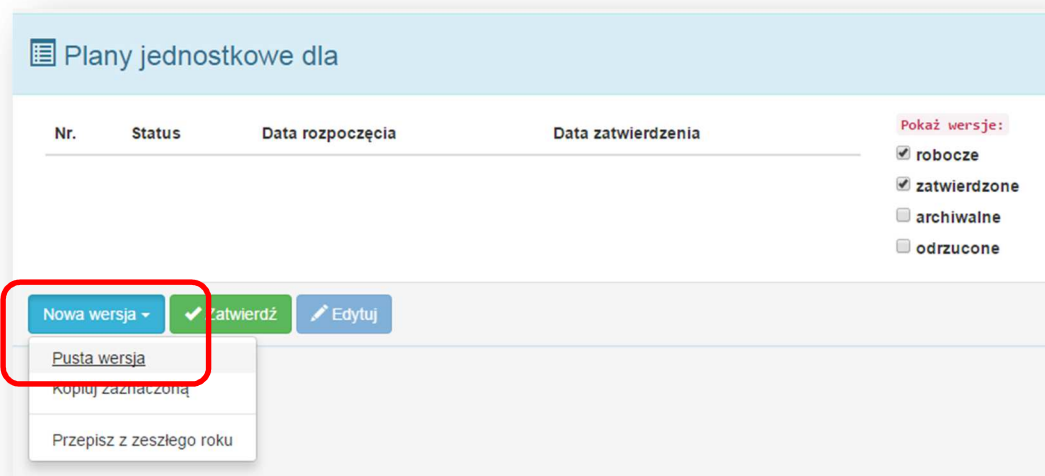 Plany jednostkowe dla
Nr. Status Data rozpoczęcia Data zatwierdzenia
Pokaż wersje:
robocze
zatwierdzone
archiwalne
odrzucone
Nowa wersja Zatwierdź Edytuj
Pusta wersja
Kopiuj zaznaczoną
Przepisz z zeszłego roku